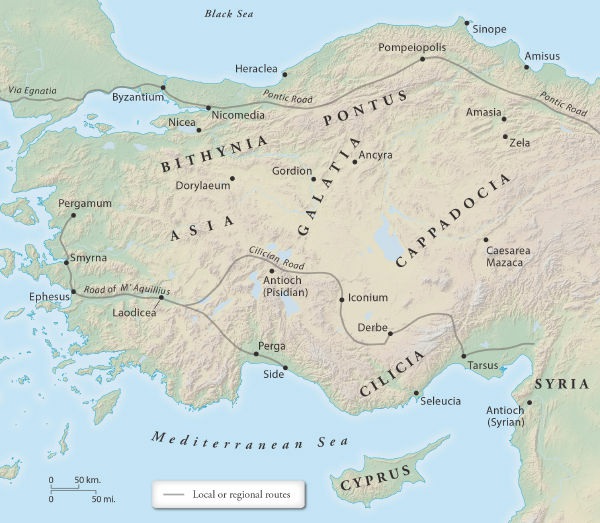 Black Sea
Sinope
Pompeiopolis
Amisus
Heraclea
Via Egnatia
Byzantium
Pontic Road
Pontic Road
Nicomedia
PONTUS
Amasia
Nicea
Zela
BITHYNIA
Ancyra
Gordion
Dorylaeum
GALATIA
CAPPADOCIA
Pergamum
ASIA
Caesarea
Mazaca
Smyrna
Cilician Road
Antioch
(Pisidian)
Ephesus
Road of M' Aquillius
Iconium
Laodicea
Derbe
Perga
Tarsus
Side
CILICIA
SYRIA
Seleucia
Antioch
(Syrian)
Mediterranean Sea
CYPRUS
0 50 km.
0 50 mi.
Local or regional routes